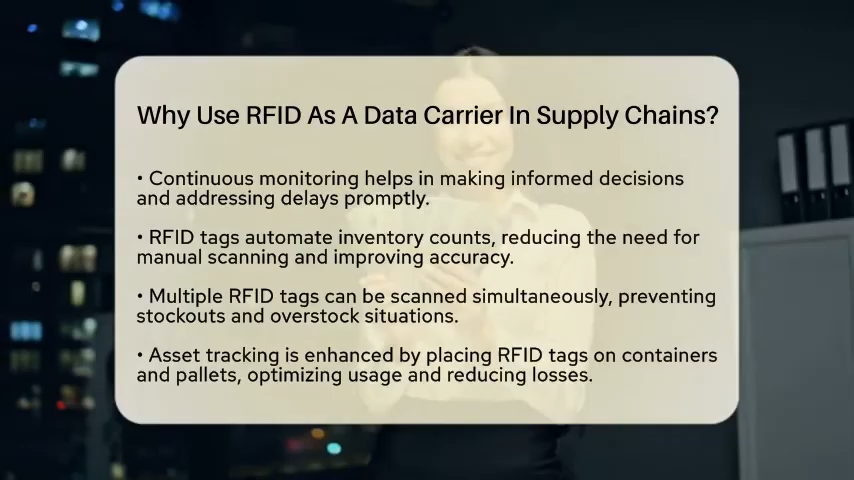 Why Use RFID As A Data Carrier In Supply Chains?
• Continuous monitoring helps in making informed decisions
and addressing delays promptly.
• RFID tags automate inventory counts, reducing the need for
manual scanning and improving accuracy.
• Multiple RFID tags can be scanned simultaneously, preventing
stockouts and overstock situations.
• Asset tracking is enhanced by placing RFID tags on containers
and pallets, optimizing usage and reducing losses.